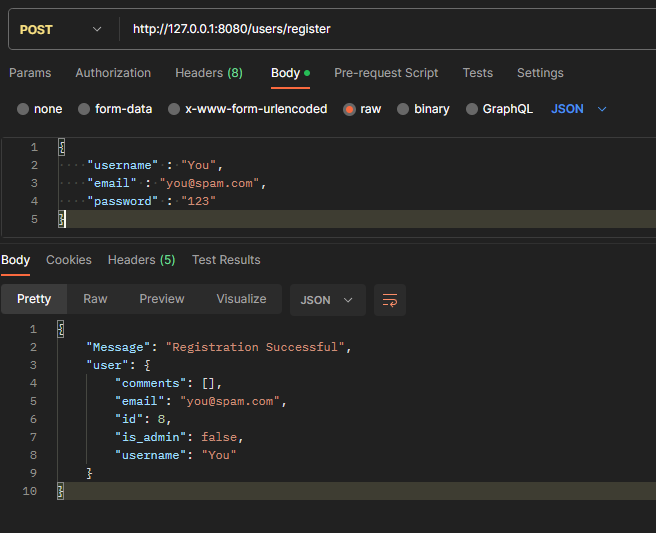 POST http://127.0.0.1:8080/users/register
Params Authorization Headers (8) Body Pre-request Script Tests Settings
none form-data x-www-form-urlencoded raw binary GraphQL JSON
1 {
2 ····"username"·:·"You",
3 ····"email"·:·"you@spam.com",
4 ····"password"·:·"123"
5 }
Body Cookies Headers (5) Test Results
Pretty Raw Preview Visualize JSON
1 {
2     "Message": "Registration Successful",
3     "user": {
4         "comments": [],
5         "email": "you@spam.com",
6         "id": 8,
7         "is_admin": false,
8         "username": "You"
9     }
10 }